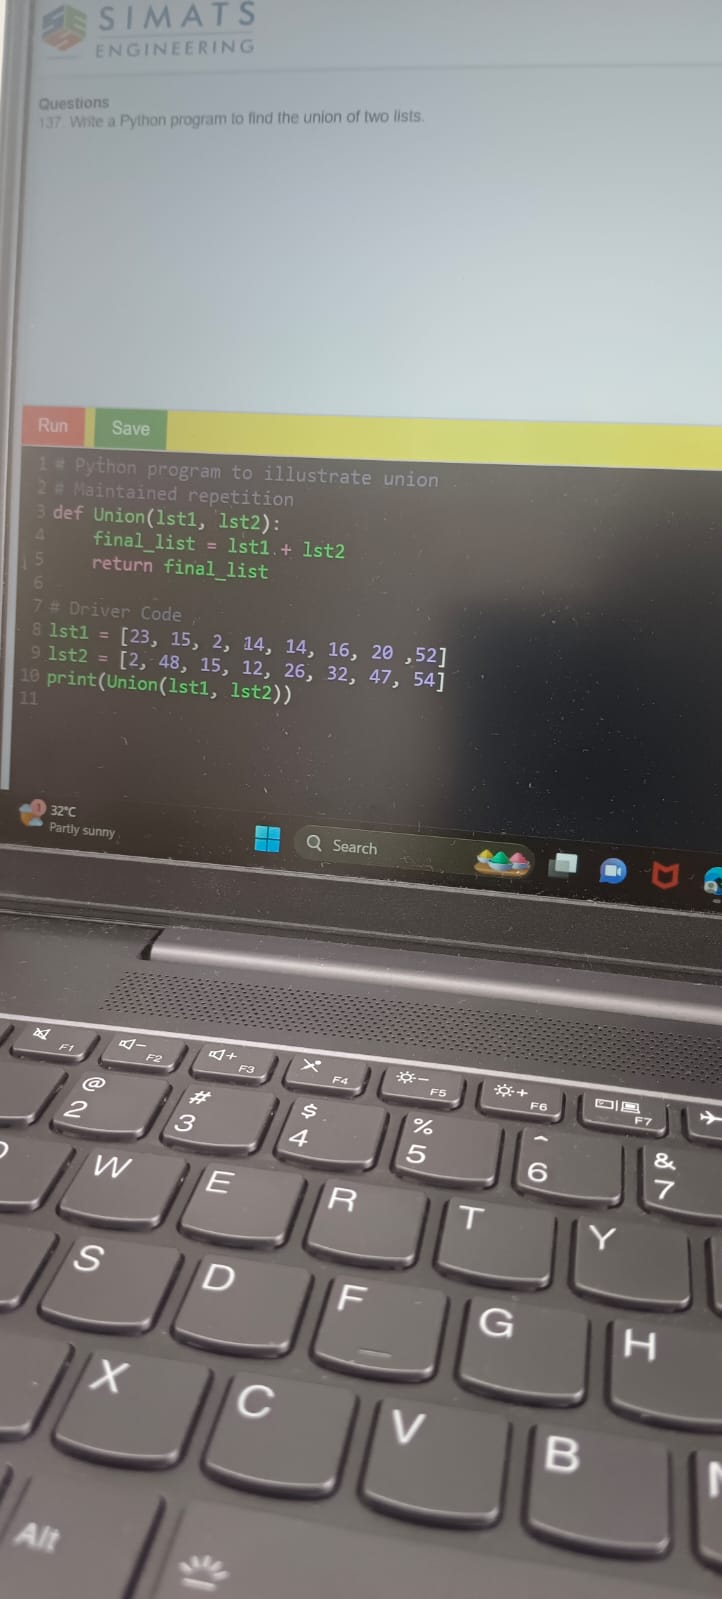 SIMATS
ENGINEERING
Questions
137. Write a Python program to find the union of two lists.
Run Save
1 # Python program to illustrate union
2 # Maintained repetition
3 def Union(lst1, lst2):
4 final_list = lst1 + lst2
5 return final_list
6
7 # Driver Code
8 lst1 = [23, 15, 2, 14, 14, 16, 20 ,52]
9 lst2 = [2, 48, 15, 12, 26, 32, 47, 54]
10 print(Union(lst1, lst2))
11
1
32°C
Partly sunny
Search
F1 F2 F3 F4 F5 F6 F7
@ # $ % ^ &
2 3 4 5 6 7
W E R T Y
S D F G H
X C V B
Alt